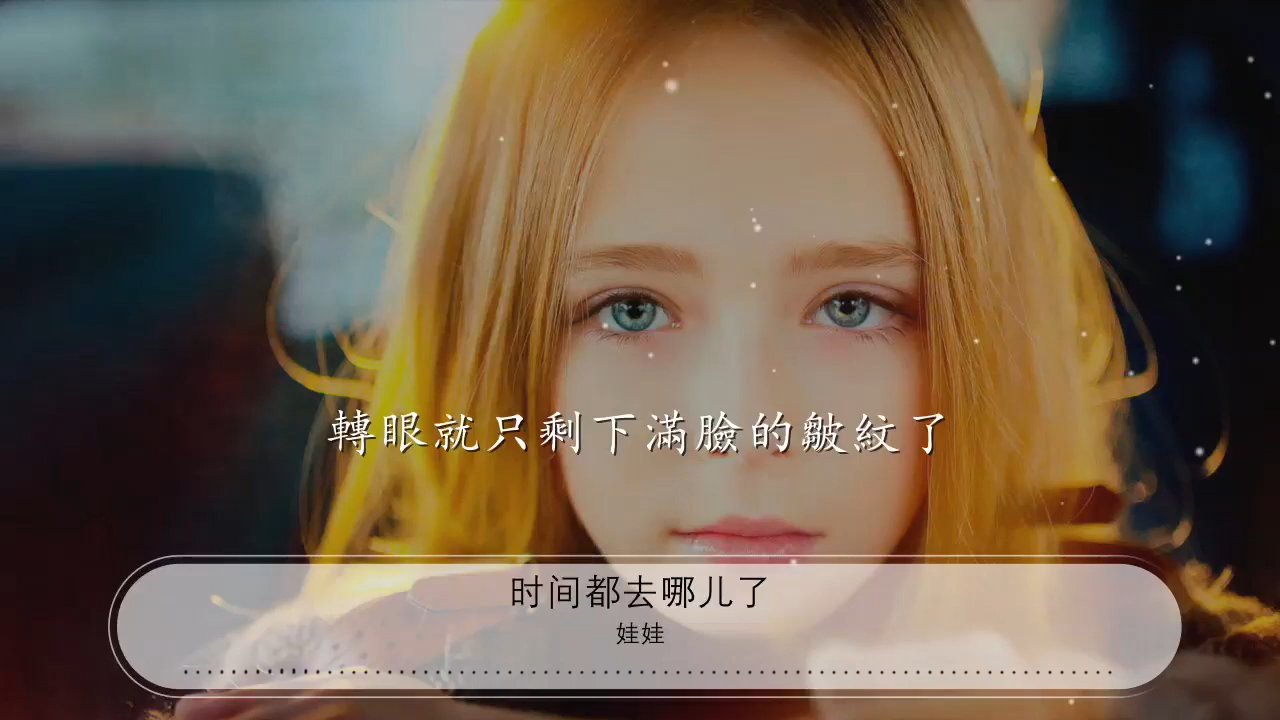 轉眼就只剩下滿臉的皺紋了
时间都去哪儿了
娃娃